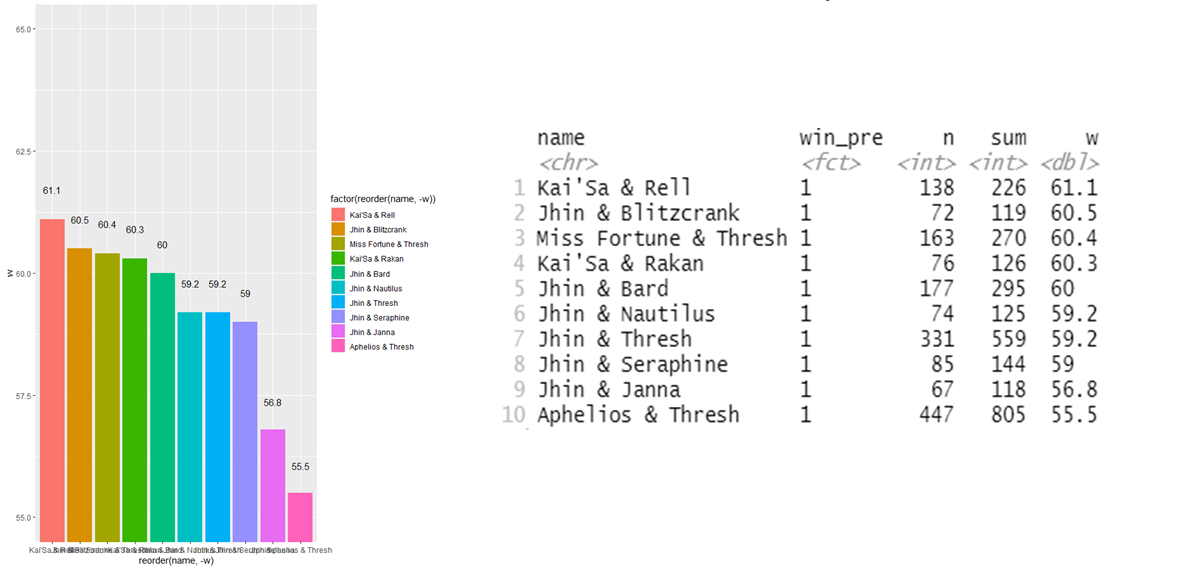 65.0
62.5
60.0
57.5
55.0
w
61.1
60.5
60.4
60.3
60
59.2
59.2
59
56.8
55.5
reorder(name, -w)
factor(reorder(name, -w))
Kai'Sa & Rell
Jhin & Blitzcrank
Miss Fortune & Thresh
Kai'Sa & Rakan
Jhin & Bard
Jhin & Nautilus
Jhin & Thresh
Jhin & Seraphine
Jhin & Janna
Aphelios & Thresh
name win_pre n sum w
<chr> <fct> <int> <int> <dbl>
1 Kai'Sa & Rell 1 138 226 61.1
2 Jhin & Blitzcrank 1 72 119 60.5
3 Miss Fortune & Thresh 1 163 270 60.4
4 Kai'Sa & Rakan 1 76 126 60.3
5 Jhin & Bard 1 177 295 60
6 Jhin & Nautilus 1 74 125 59.2
7 Jhin & Thresh 1 331 559 59.2
8 Jhin & Seraphine 1 85 144 59
9 Jhin & Janna 1 67 118 56.8
10 Aphelios & Thresh 1 447 805 55.5